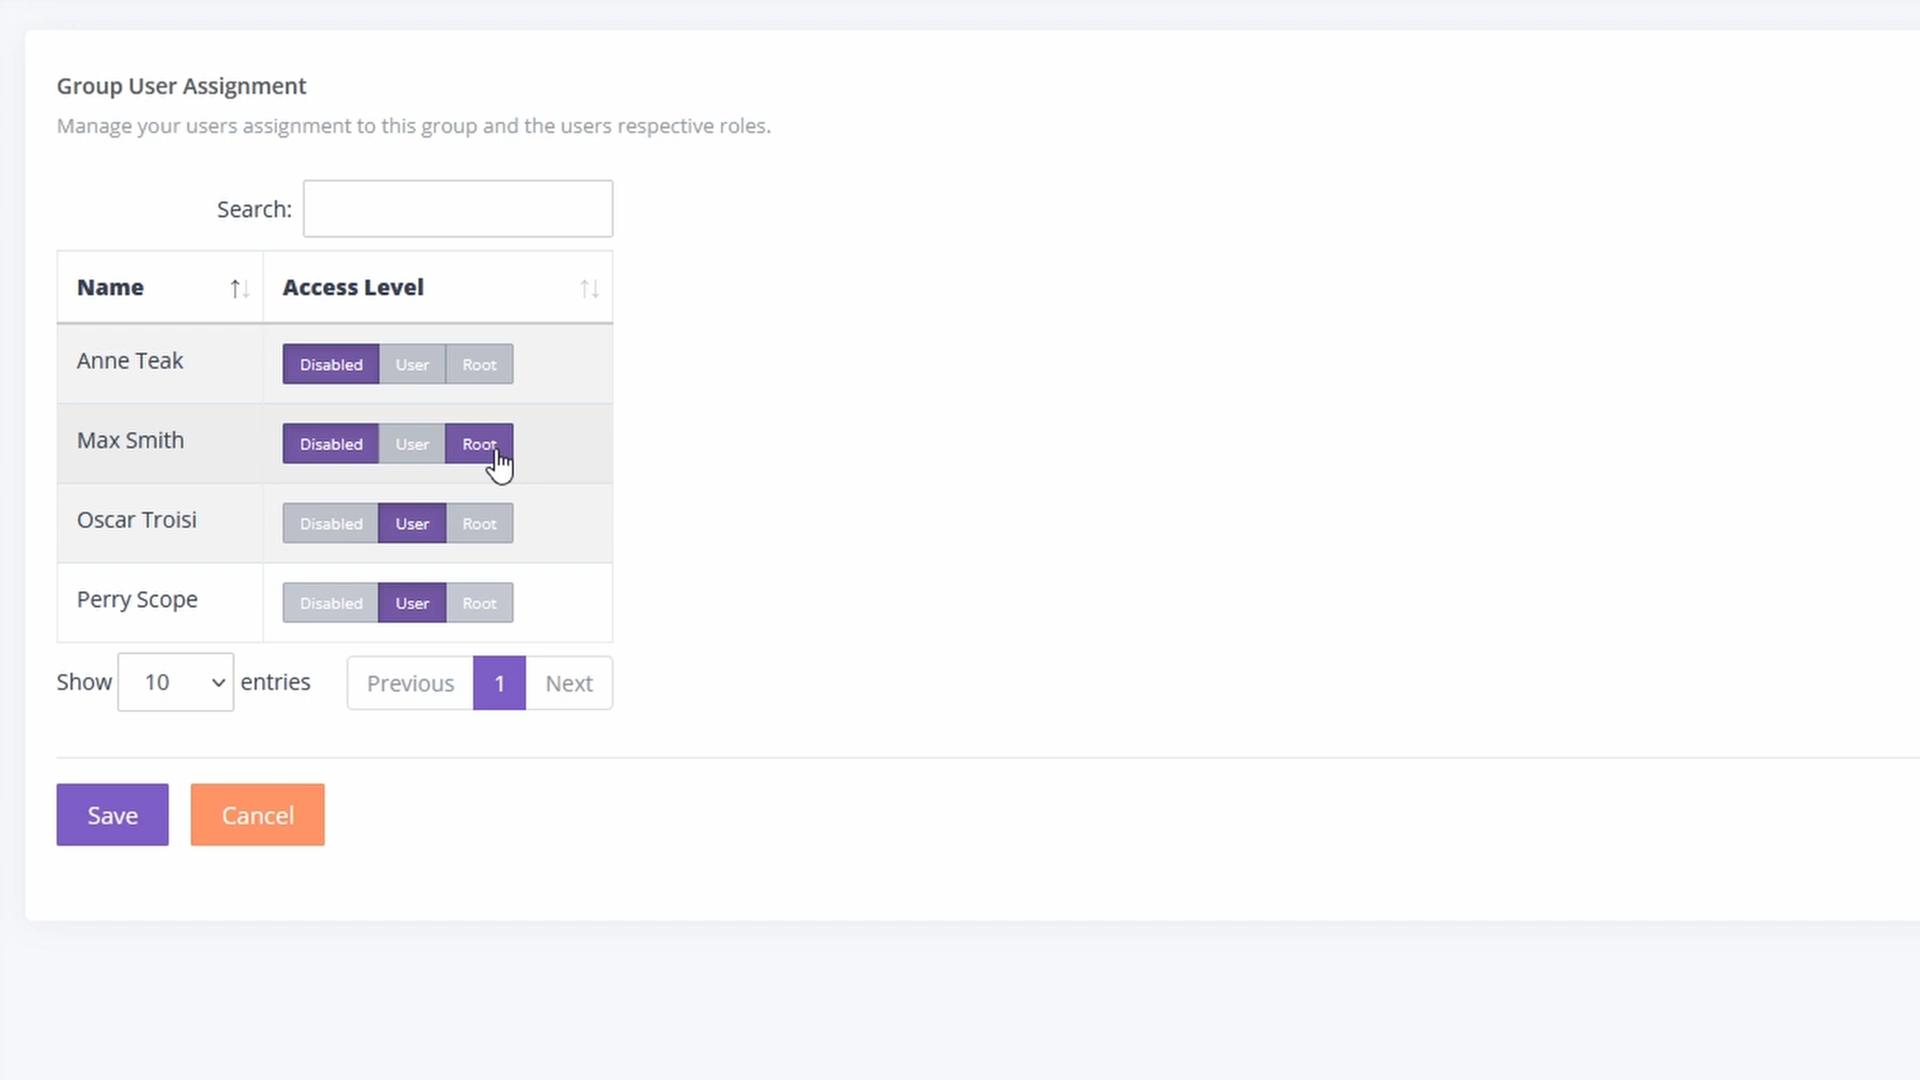 Group User Assignment
Manage your users assignment to this group and the users respective roles.
Search:
Name Access Level
Anne Teak Disabled User Root
Max Smith Disabled User Root
Oscar Troisi Disabled User Root
Perry Scope Disabled User Root
Show 10 entries Previous 1 Next
Save Cancel